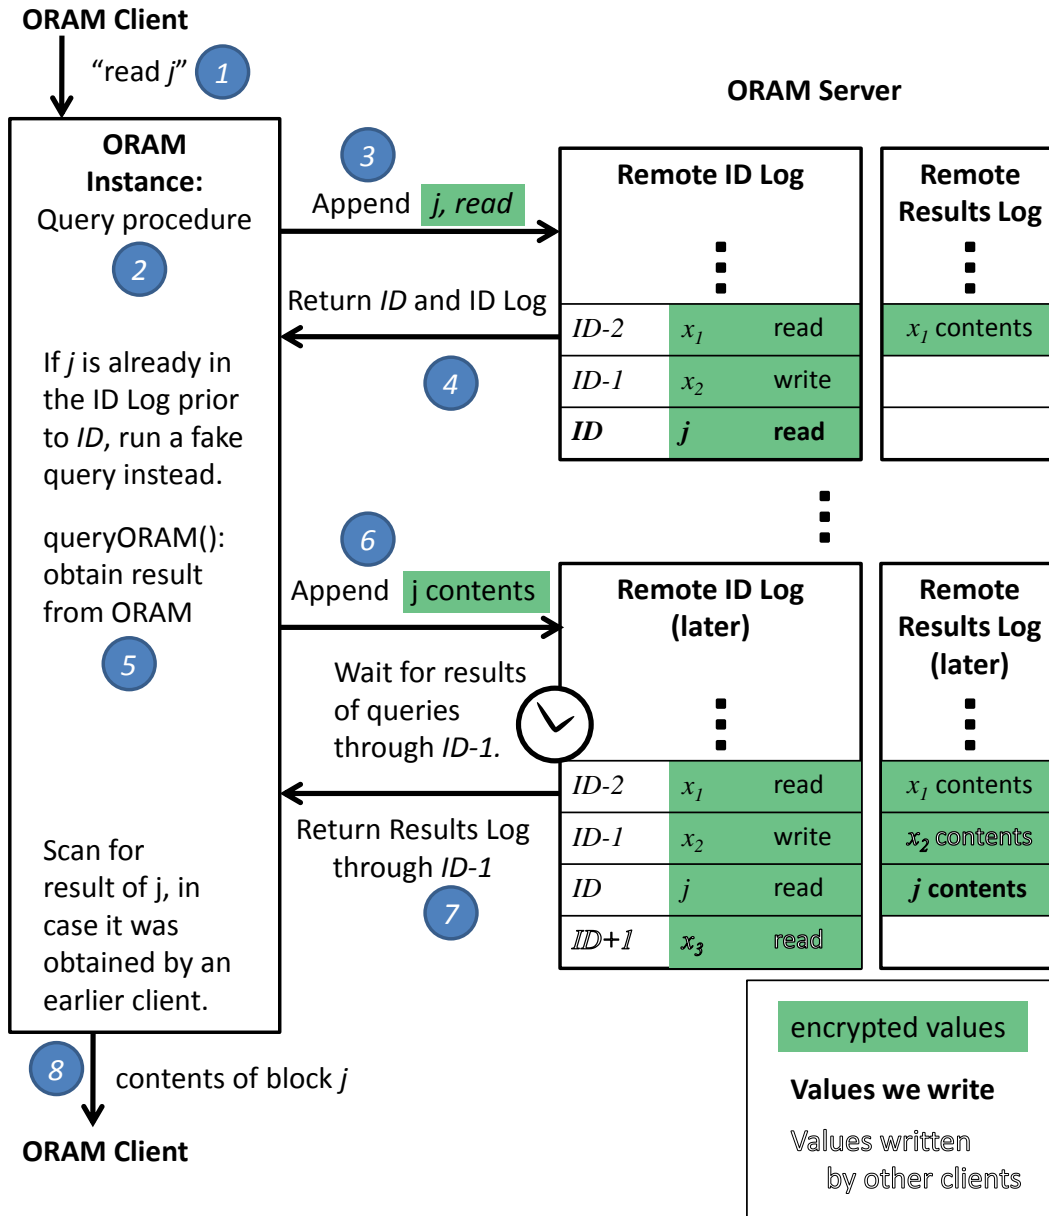 ORAM Client
“read j” 1
ORAM Server
ORAM
Instance:
Query procedure
2
3
Append j, read
Return ID and ID Log
4
If j is already in
the ID Log prior
to ID, run a fake
query instead.
queryORAM():
obtain result
from ORAM
5
6
Append j contents
Wait for results
of queries
through ID-1.
Return Results Log
through ID-1
7
Scan for
result of j, in
case it was
obtained by an
earlier client.
8
contents of block j
ORAM Client
Remote ID Log
ID-2 x1 read
ID-1 x2 write
ID j read
Remote
Results Log
x1 contents
Remote ID Log
(later)
ID-2 x1 read
ID-1 x2 write
ID j read
ID+1 x3 read
Remote
Results Log
(later)
x1 contents
x2 contents
j contents
encrypted values
Values we write
Values written
by other clients